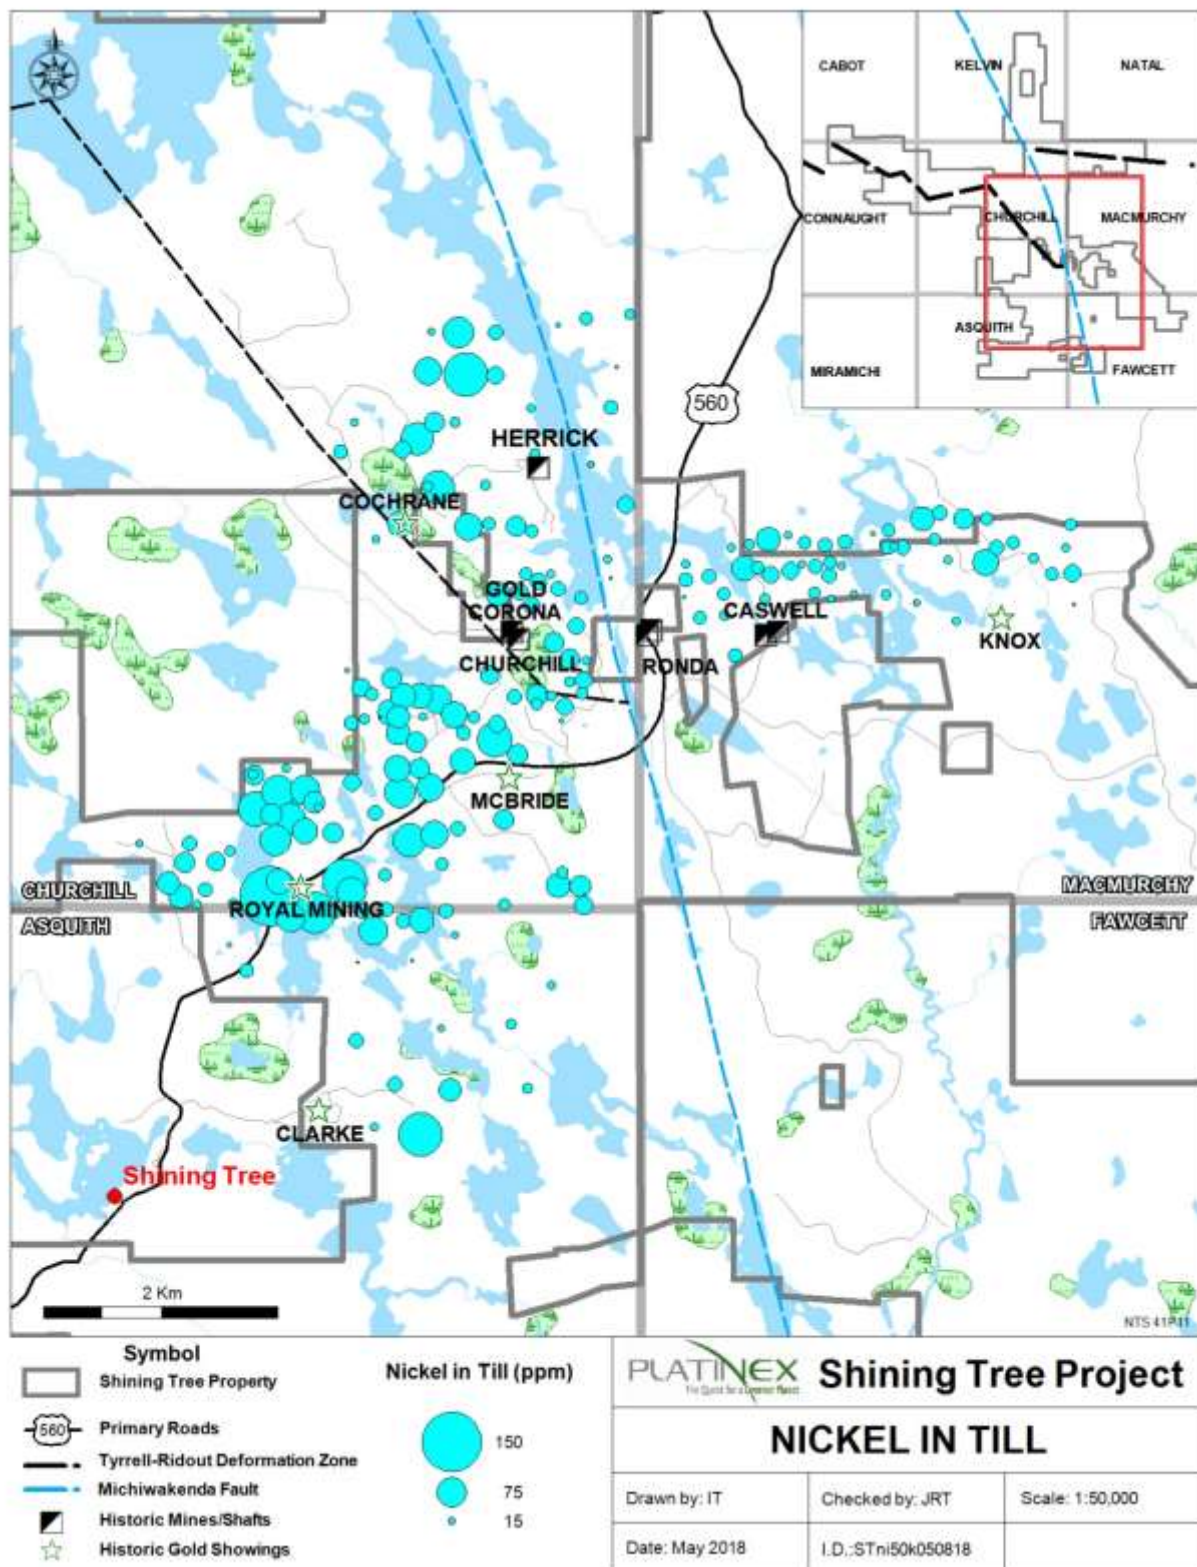 CABOT
KELVIN
NATAL
CONNAUGHT
CHURCHILL
MACMURCHY
ASQUITH
MIRAMICHI
FAWCETT
560
HERRICK
COCHRANE
GOLD
CORONA
CHURCHILL
RONDA
CASWELL
KNOX
MCBRIDE
CHURCHILL
ASQUITH
ROYAL MINING
MACMURCHY
FAWCETT
CLARKE
Shining Tree
2 Km
NTS 41P11
Symbol
Shining Tree Property
560 Primary Roads
Tyrrell-Ridout Deformation Zone
Michiwakenda Fault
Historic Mines/Shafts
Historic Gold Showings
Nickel in Till (ppm)
150
75
15
PLATINEX
Shining Tree Project
NICKEL IN TILL
Drawn by: IT
Checked by: JRT
Scale: 1:50,000
Date: May 2018
I.D.:STni50k050818